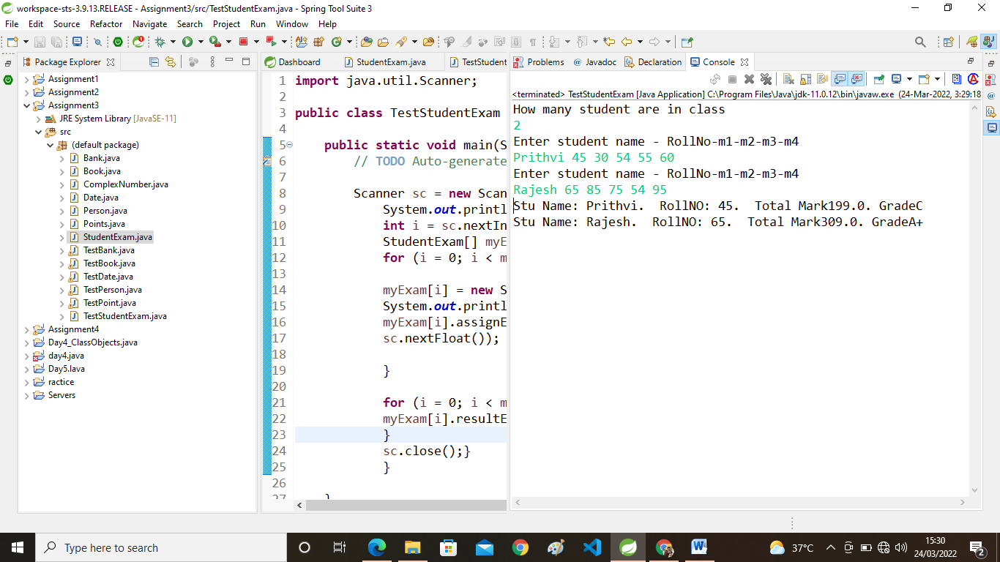 workspace-sts-3.9.13.RELEASE - Assignment3/src/TestStudentExam.java - Spring Tool Suite 3
File Edit Source Refactor Navigate Search Project Run Window Help
Package Explorer
Assignment1
Assignment2
Assignment3
JRE System Library [JavaSE-11]
src
(default package)
Bank.java
Book.java
ComplexNumber.java
Date.java
Person.java
Points.java
StudentExam.java
TestBank.java
TestBook.java
TestDate.java
TestPerson.java
TestPoint.java
TestStudentExam.java
Assignment4
Day4_ClassObjects.java
day4.java
Day5.lava
ractice
Servers
Dashboard StudentExam.java TestStudent
1 import java.util.Scanner;
2
3 public class TestStudentExam
4
5 public static void main(S
6 // TODO Auto-generate
7
8 Scanner sc = new Scan
9 System.out.printl
10 int i = sc.nextIn
11 StudentExam[] myE
12 for (i = 0; i < m
13
14 myExam[i] = new S
15 System.out.printl
16 myExam[i].assignE
17 sc.nextFloat());
18
19 }
20
21 for (i = 0; i < m
22 myExam[i].resultE
23 }
24 sc.close();}
25 }
26
27 }
Problems Javadoc Declaration Console
<terminated> TestStudentExam [Java Application] C:\Program Files\Java\jdk-11.0.12\bin\javaw.exe (24-Mar-2022, 3:29:18
How many student are in class
2
Enter student name - RollNo-m1-m2-m3-m4
Prithvi 45 30 54 55 60
Enter student name - RollNo-m1-m2-m3-m4
Rajesh 65 85 75 54 95
Stu Name: Prithvi. RollNO: 45. Total Mark199.0. GradeC
Stu Name: Rajesh. RollNO: 65. Total Mark309.0. GradeA+
Type here to search
37°C
15:30
24/03/2022
2